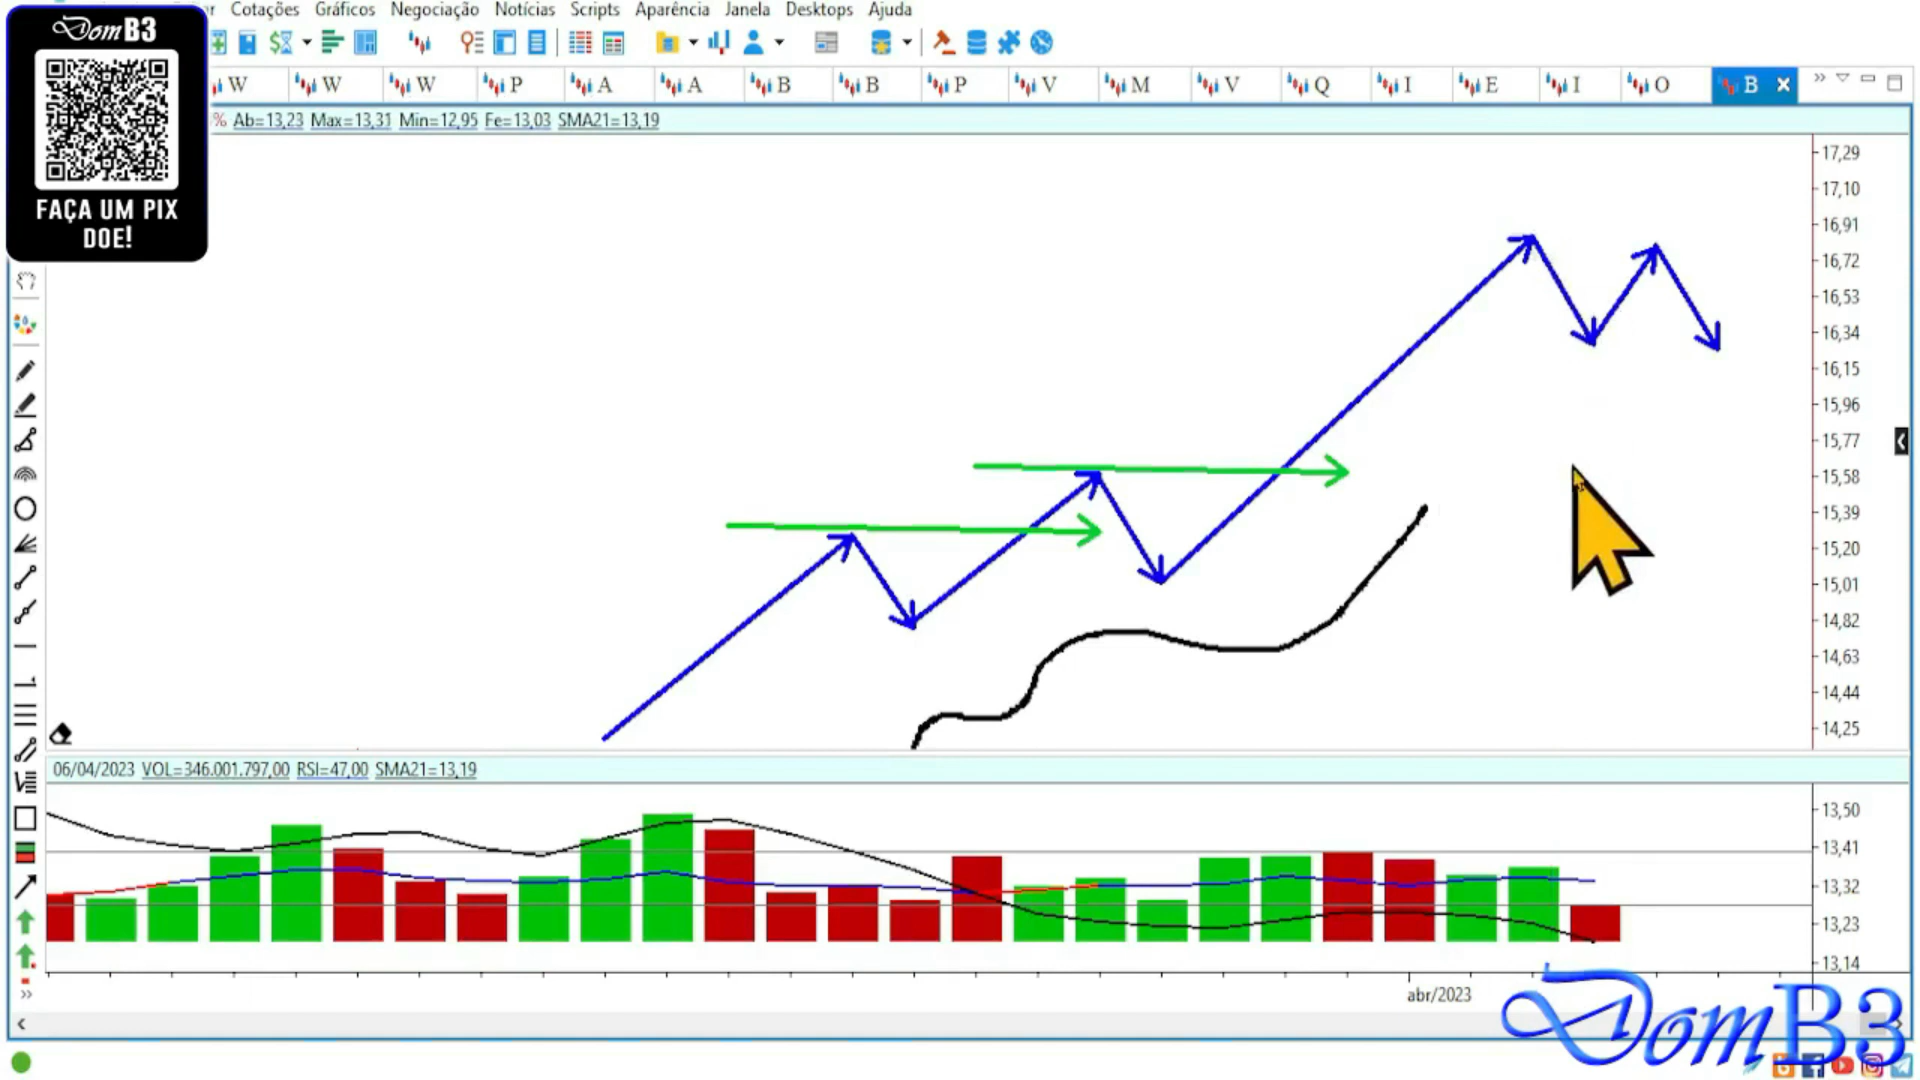 DomB3
FAÇA UM PIX
DOE!
Cotações Gráficos Negociação Notícias Scripts Aparência Janela Desktops Ajuda
W W W P A A B B P V M V Q I E I O B
% Ab=13,23 Max=13,31 Min=12,95 Fe=13,03 SMA21=13,19
17,29
17,10
16,91
16,72
16,53
16,34
16,15
15,96
15,77
15,58
15,39
15,20
15,01
14,82
14,63
14,44
14,25
06/04/2023 VOL=346.001.797,00 RSI=47,00 SMA21=13,19
13,50
13,41
13,32
13,23
13,14
abr/2023
DomB3